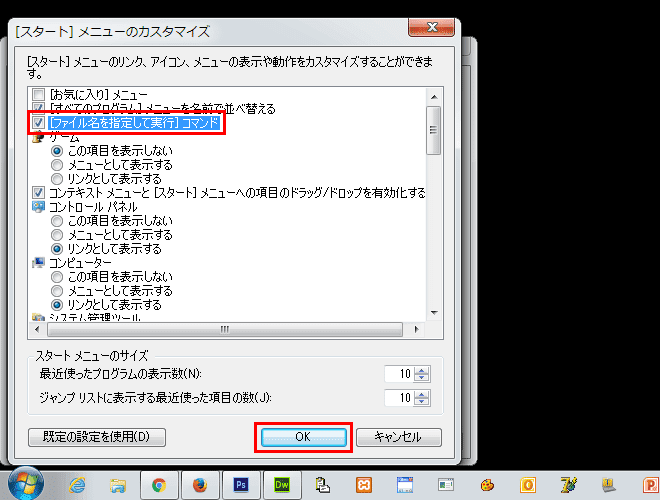 [スタート] メニューのカスタマイズ
[スタート] メニューのリンク、アイコン、メニューの表示や動作をカスタマイズすることができま
す。
[お気に入り] メニュー
[すべてのプログラム] メニューを名前で並べ替える
[ファイル名を指定して実行] コマンド
ゲーム
この項目を表示しない
メニューとして表示する
リンクとして表示する
コンテキスト メニューと [スタート] メニューへの項目のドラッグ/ドロップを有効化する
コントロール パネル
この項目を表示しない
メニューとして表示する
リンクとして表示する
コンピューター
この項目を表示しない
メニューとして表示する
リンクとして表示する
システム管理ツール
スタート メニューのサイズ
最近使ったプログラムの表示数(N): 10
ジャンプ リストに表示する最近使った項目の数(J): 10
既定の設定を使用(D) OK キャンセル
Ps Dw